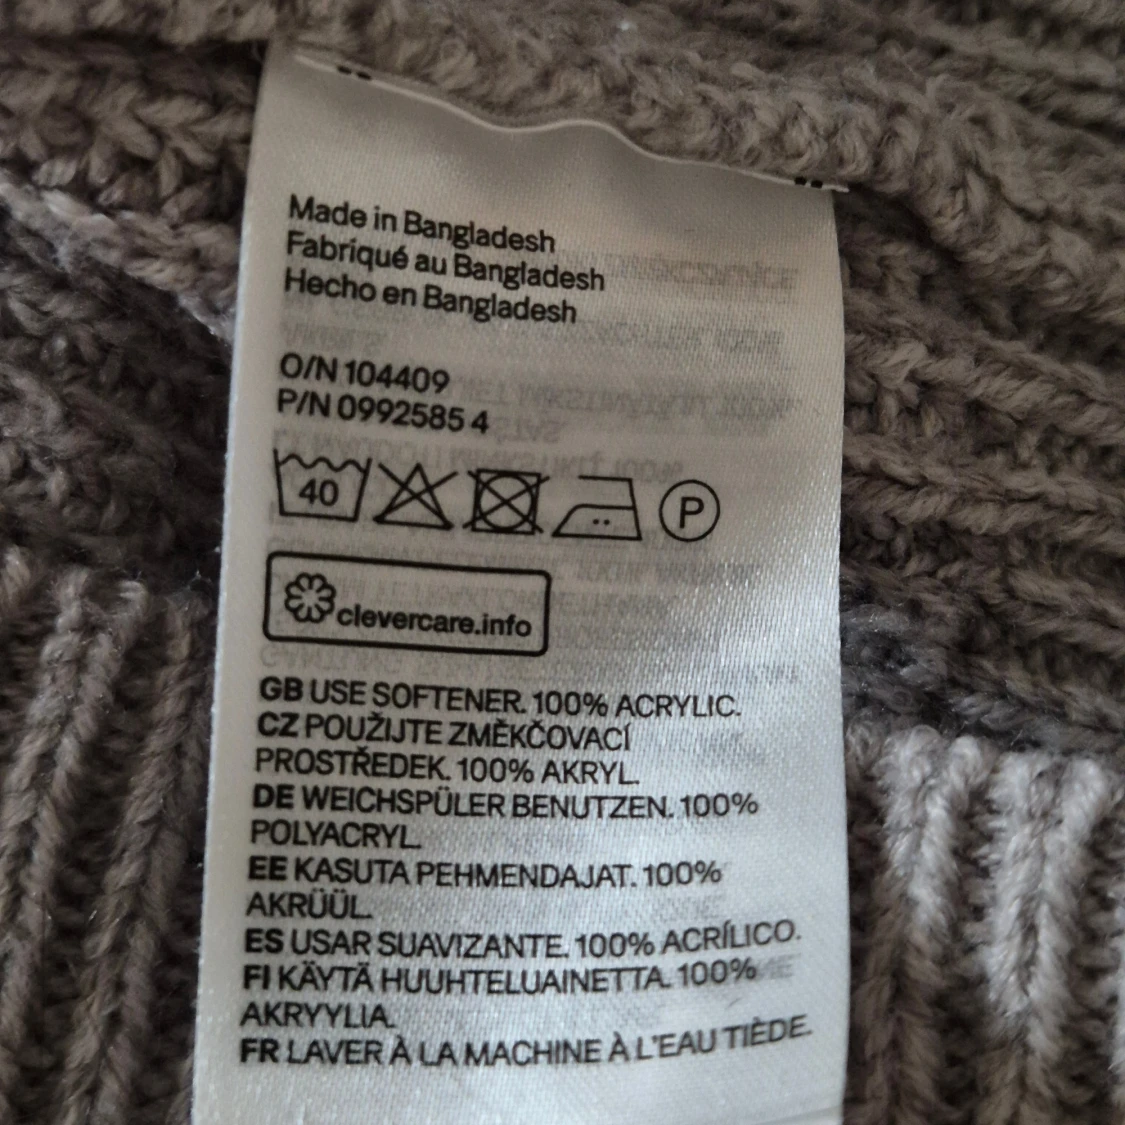 Made in Bangladesh
Fabriqué au Bangladesh
Hecho en Bangladesh
O/N 104409
P/N 0992585 4
40
P
clevercare.info
GB USE SOFTENER. 100% ACRYLIC.
CZ POUŽIJTE ZMĚKČOVACÍ
PROSTŘEDEK. 100% AKRYL.
DE WEICHSPÜLER BENUTZEN. 100%
POLYACRYL.
EE KASUTA PEHMENDAJAT. 100%
AKRÜÜL.
ES USAR SUAVIZANTE. 100% ACRÍLICO.
FI KÄYTÄ HUUHTELUAINETTA. 100%
AKRYYLIA.
FR LAVER À LA MACHINE À L'EAU TIÈDE.